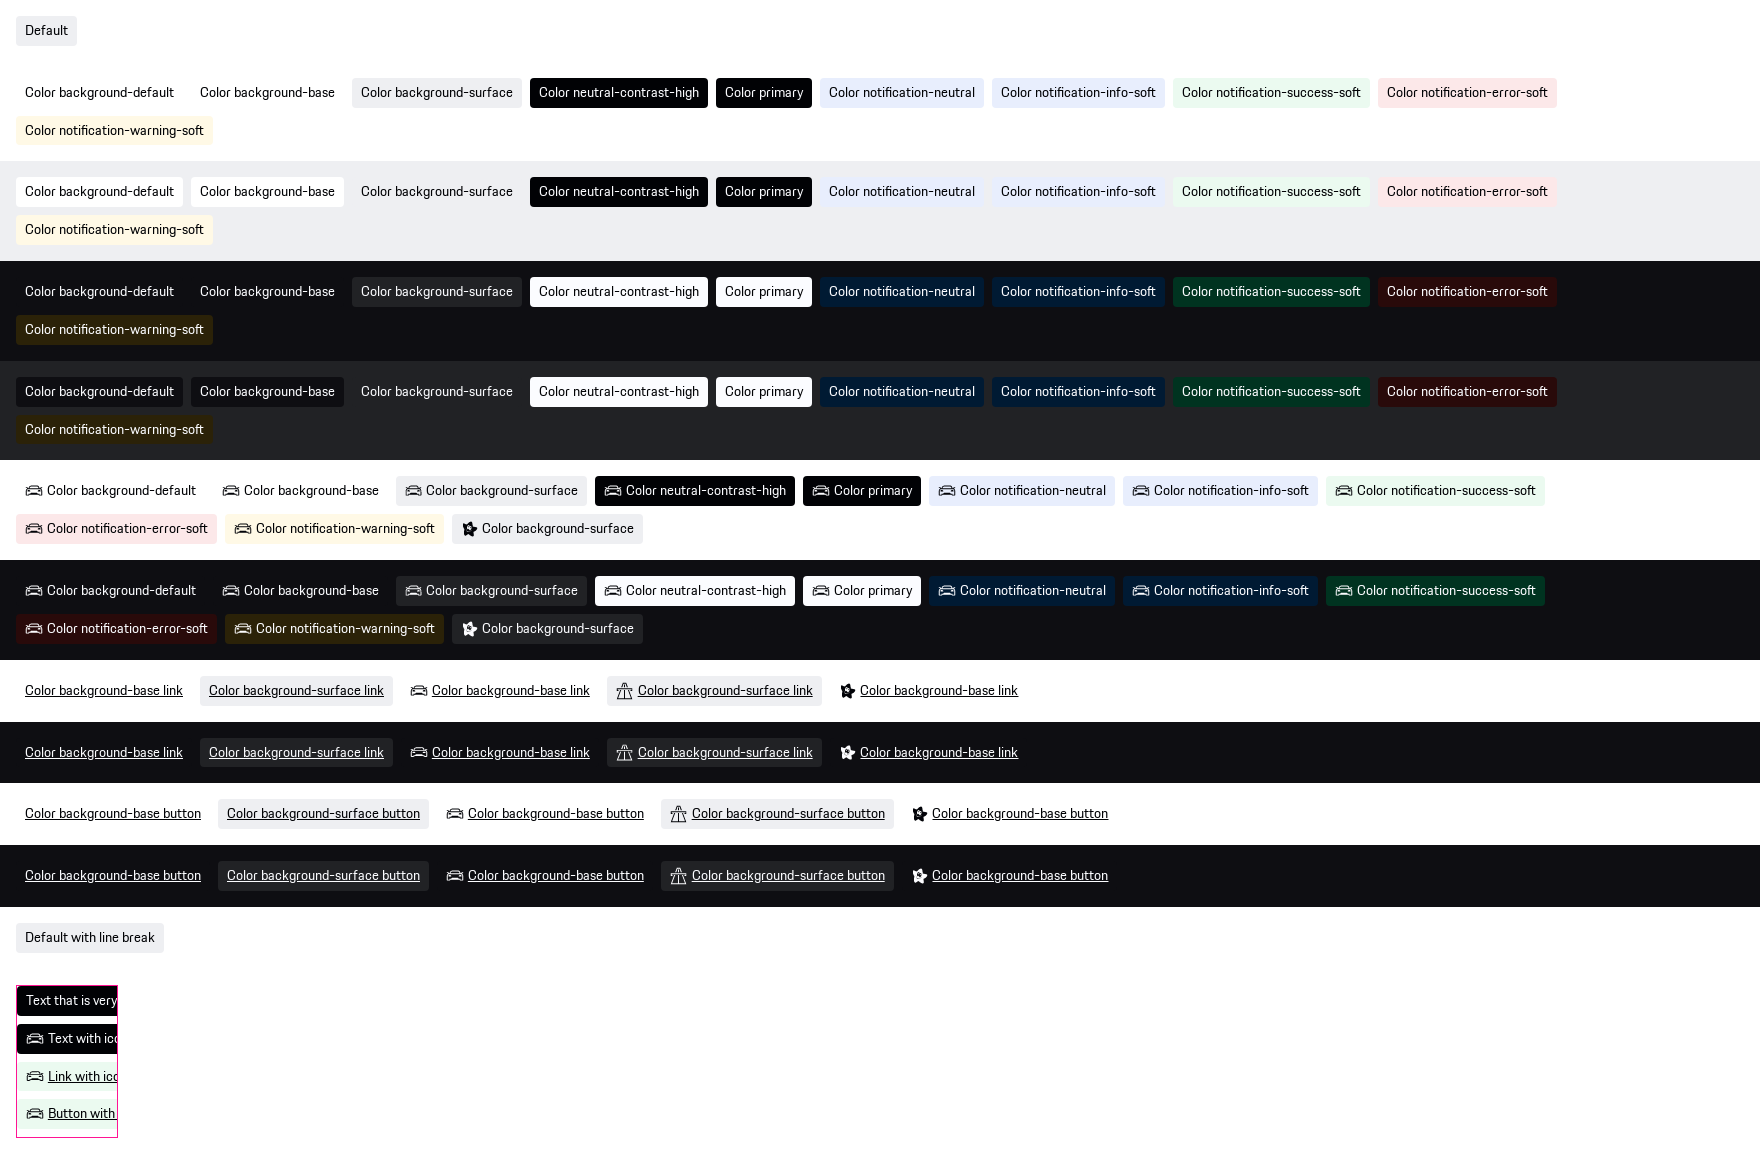 Default
Color background-default Color background-base Color background-surface Color neutral-contrast-high Color primary Color notification-neutral Color notification-info-soft Color notification-success-soft Color notification-error-soft
Color notification-warning-soft
Color background-default Color background-base Color background-surface Color neutral-contrast-high Color primary Color notification-neutral Color notification-info-soft Color notification-success-soft Color notification-error-soft
Color notification-warning-soft
Color background-default Color background-base Color background-surface Color neutral-contrast-high Color primary Color notification-neutral Color notification-info-soft Color notification-success-soft Color notification-error-soft
Color notification-warning-soft
Color background-default Color background-base Color background-surface Color neutral-contrast-high Color primary Color notification-neutral Color notification-info-soft Color notification-success-soft Color notification-error-soft
Color notification-warning-soft
Color background-default Color background-base Color background-surface Color neutral-contrast-high Color primary Color notification-neutral Color notification-info-soft Color notification-success-soft
Color notification-error-soft Color notification-warning-soft Color background-surface
Color background-default Color background-base Color background-surface Color neutral-contrast-high Color primary Color notification-neutral Color notification-info-soft Color notification-success-soft
Color notification-error-soft Color notification-warning-soft Color background-surface
Color background-base link Color background-surface link Color background-base link Color background-surface link Color background-base link
Color background-base link Color background-surface link Color background-base link Color background-surface link Color background-base link
Color background-base button Color background-surface button Color background-base button Color background-surface button Color background-base button
Color background-base button Color background-surface button Color background-base button Color background-surface button Color background-base button
Default with line break
Text that is very
Text with
Link with
Button with